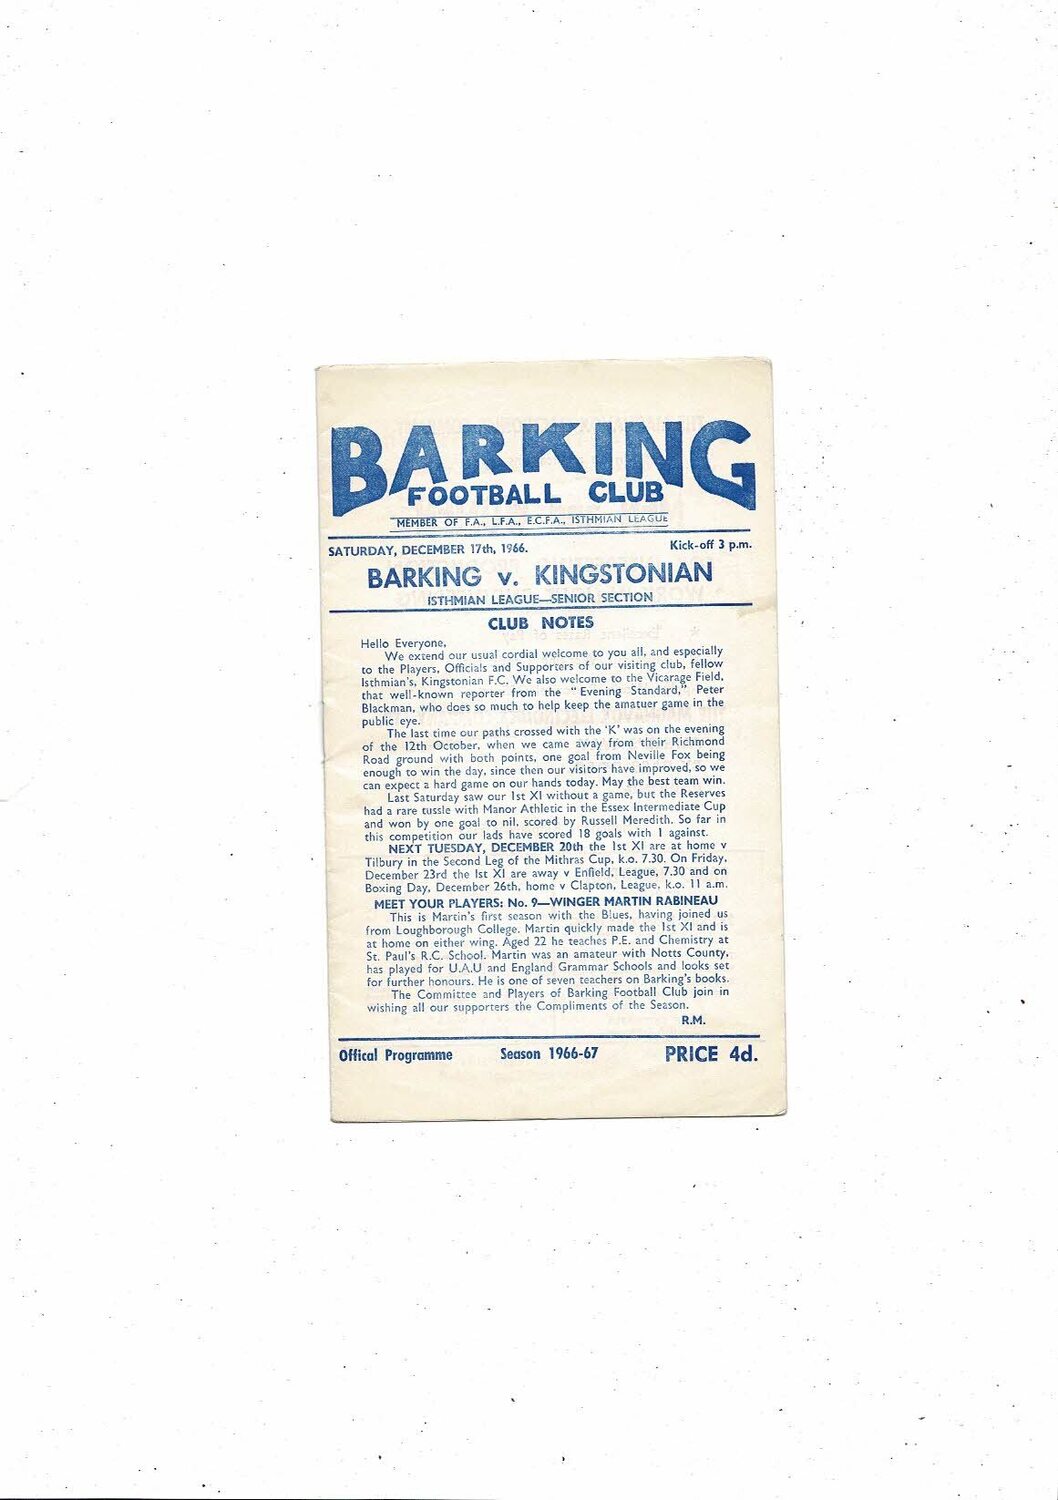 BARKING
FOOTBALL CLUB
MEMBER OF F.A., L.F.A., E.C.F.A., ISTHMIAN LEAGUE
SATURDAY, DECEMBER 17th, 1966. Kick-off 3 p.m.
BARKING v. KINGSTONIAN
ISTHMIAN LEAGUE—SENIOR SECTION
CLUB NOTES
Hello Everyone,
We extend our usual cordial welcome to you all, and especially
to the Players, Officials and Supporters of our visiting club, fellow
Isthmian's, Kingstonian F.C. We also welcome to the Vicarage Field,
that well-known reporter from the "Evening Standard," Peter
Blackman, who does so much to help keep the amatuer game in the
public eye.
The last time our paths crossed with the 'K' was on the evening
of the 12th October, when we came away from their Richmond
Road ground with both points, one goal from Neville Fox being
enough to win the day, since then our visitors have improved, so we
can expect a hard game on our hands today. May the best team win.
Last Saturday saw our 1st XI without a game, but the Reserves
had a rare tussle with Manor Athletic in the Essex Intermediate Cup
and won by one goal to nil, scored by Russell Meredith. So far in
this competition our lads have scored 18 goals with 1 against.
NEXT TUESDAY, DECEMBER 20th the 1st XI are at home v
Tilbury in the Second Leg of the Mithras Cup, k.o. 7.30. On Friday,
December 23rd the 1st XI are away v Enfield, League, 7.30 and on
Boxing Day, December 26th, home v Clapton, League, k.o. 11 a.m.
MEET YOUR PLAYERS: No. 9—WINGER MARTIN RABINEAU
This is Martin's first season with the Blues, having joined us
from Loughborough College. Martin quickly made the 1st XI and is
at home on either wing. Aged 22 he teaches P.E. and Chemistry at
St. Paul's R.C. School. Martin was an amateur with Notts County,
has played for U.A.U and England Grammar Schools and looks set
for further honours. He is one of seven teachers on Barking's books.
The Committee and Players of Barking Football Club join in
wishing all our supporters the Compliments of the Season.
R.M.
Offical Programme Season 1966-67 PRICE 4d.